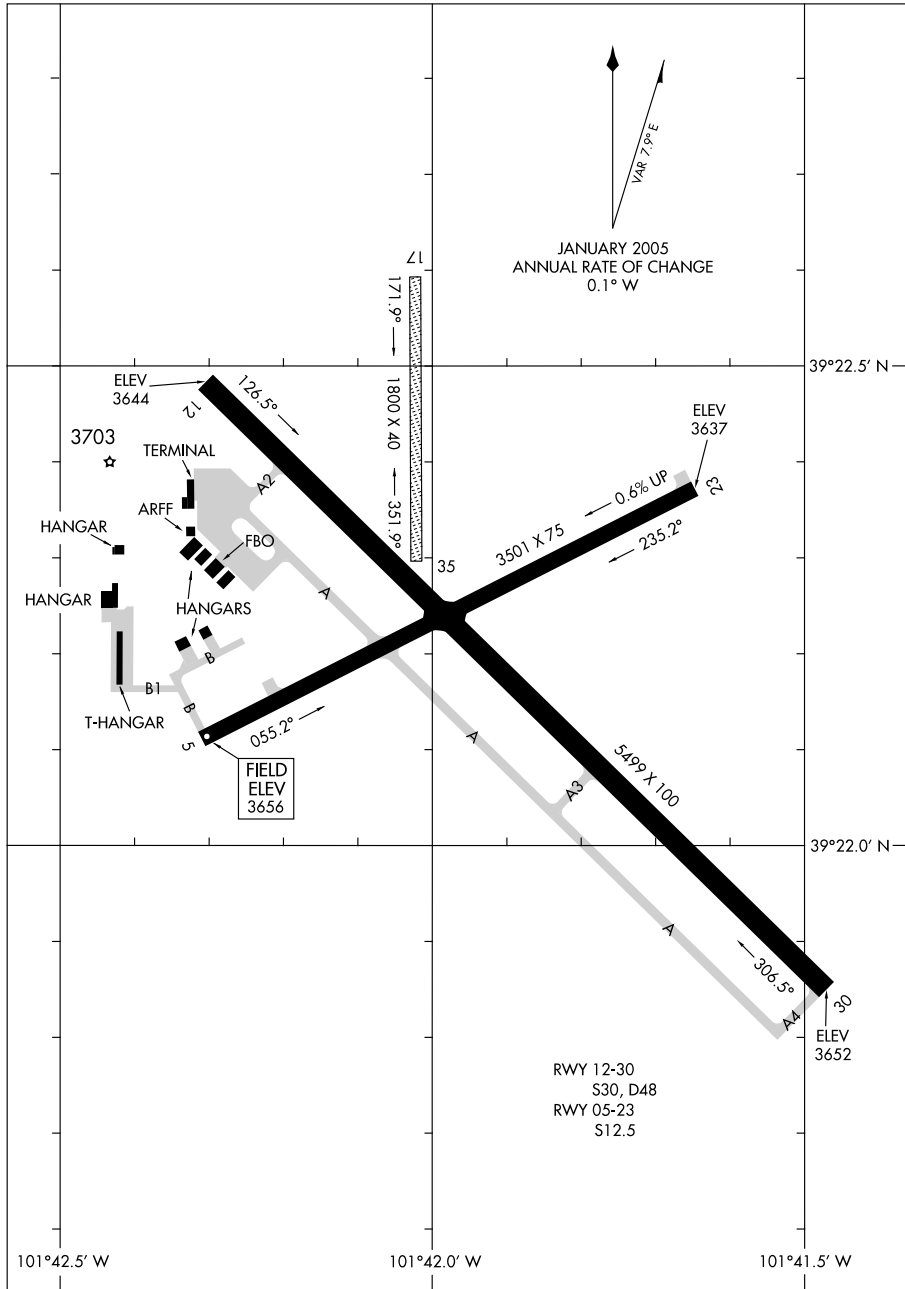 VAR 7.9° E
JANUARY 2005
ANNUAL RATE OF CHANGE
0.1° W
17
171.9°
1800 X 40
351.9°
35
39°22.5' N
ELEV
3644
12
126.5°
ELEV
3637
23
0.6% UP
3501 X 75
235.2°
3703
TERMINAL
A2
ARFF
HANGAR
FBO
HANGAR
HANGARS
A
B
B1
B
T-HANGAR
5
055.2°
FIELD
ELEV
3656
A
A3
5499 X 100
39°22.0' N
A
306.5°
A4
30
ELEV
3652
RWY 12-30
S30, D48
RWY 05-23
S12.5
101°42.5' W
101°42.0' W
101°41.5' W